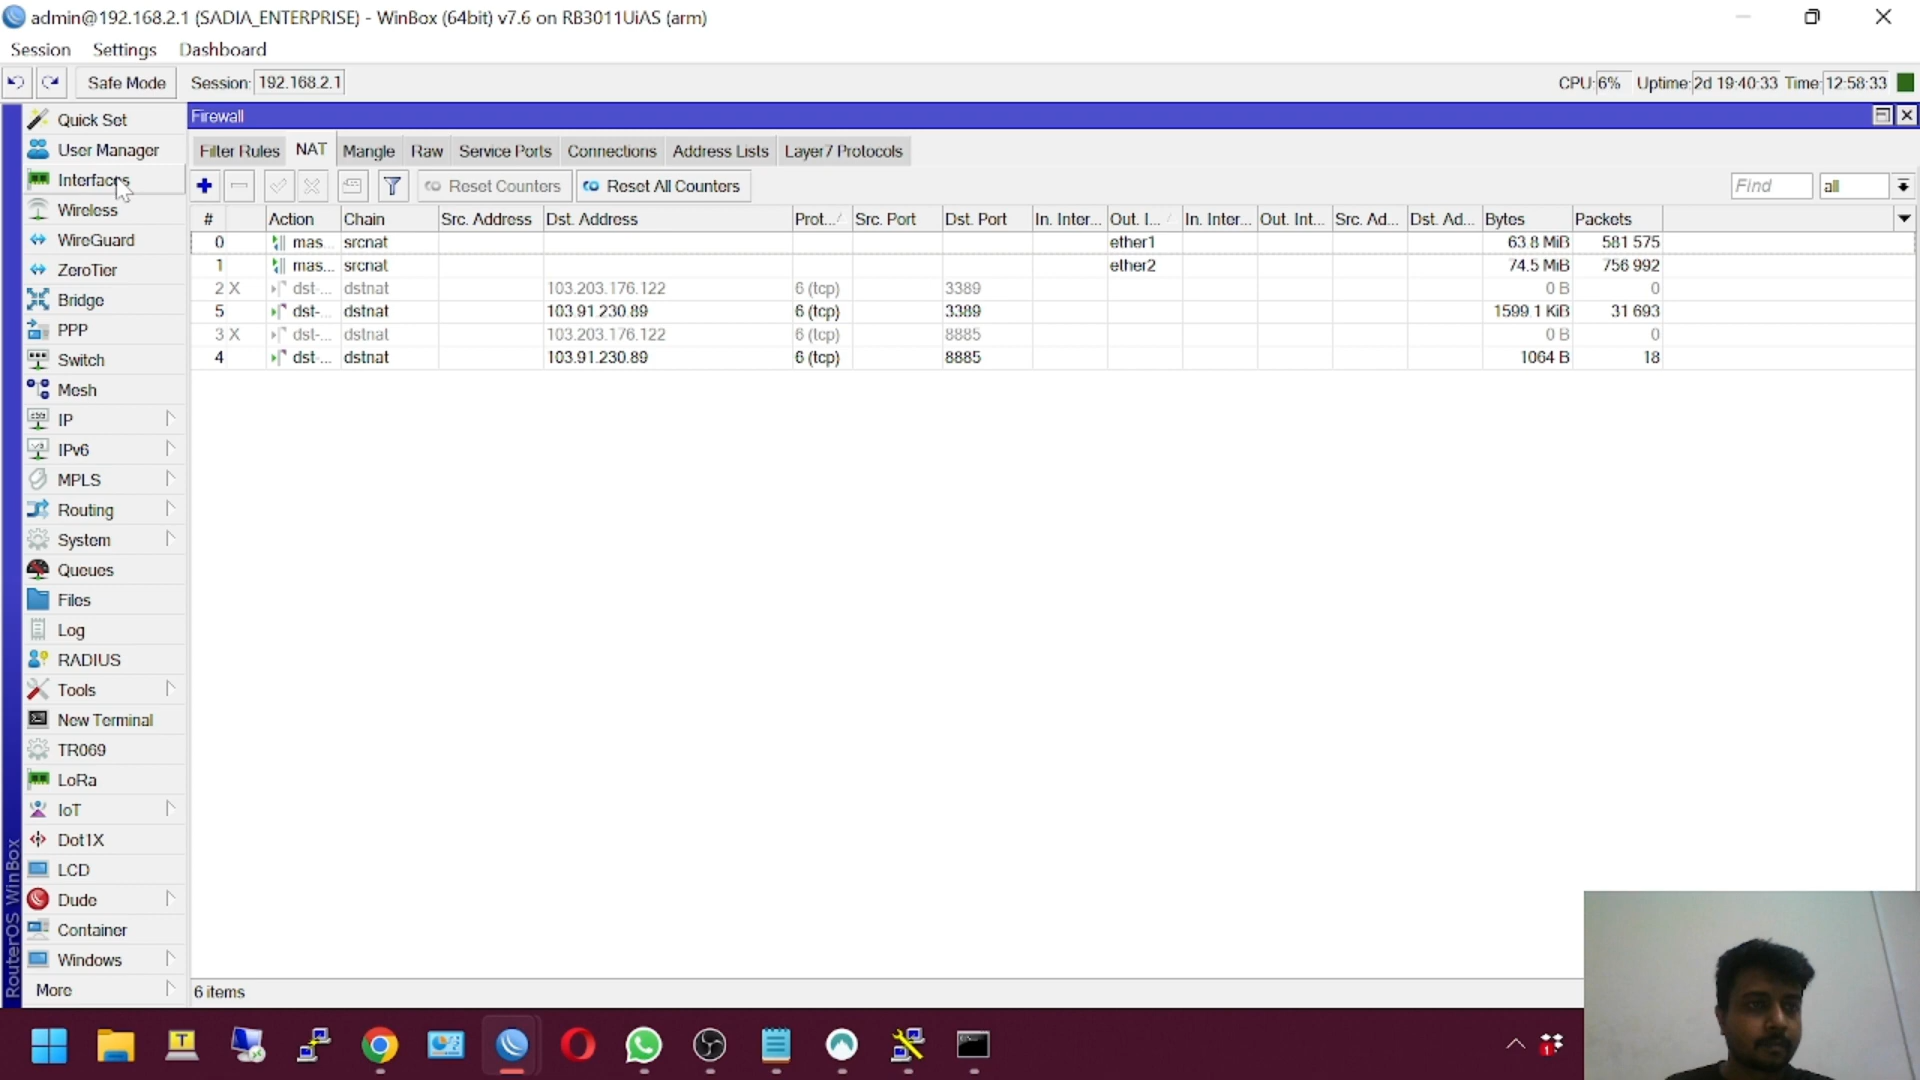 admin@192.168.2.1 (SADIA_ENTERPRISE) - WinBox (64bit) v7.6 on RB3011UiAS (arm)
Session Settings Dashboard
Safe Mode Session: 192.168.2.1 CPU: 6% Uptime: 2d 19:40:33 Time: 12:58:33
Firewall
Filter Rules NAT Mangle Raw Service Ports Connections Address Lists Layer7 Protocols
Reset Counters Reset All Counters Find all
# Action Chain Src. Address Dst. Address Prot... Src. Port Dst. Port In. Inter... Out. I... In. Inter... Out. Int... Src. Ad... Dst. Ad... Bytes Packets
0 mas... srcnat ether1 63.8 MiB 581 575
1 mas... srcnat ether2 74.5 MiB 756 992
2 X dst-... dstnat 103.203.176.122 6 (tcp) 3389 0 B 0
5 dst-... dstnat 103.91.230.89 6 (tcp) 3389 1599.1 KiB 31 693
3 X dst-... dstnat 103.203.176.122 6 (tcp) 8885 0 B 0
4 dst-... dstnat 103.91.230.89 6 (tcp) 8885 1064 B 18
6 items
Quick Set
User Manager
Interfaces
Wireless
WireGuard
ZeroTier
Bridge
PPP
Switch
Mesh
IP
IPv6
MPLS
Routing
System
Queues
Files
Log
RADIUS
Tools
New Terminal
TR069
LoRa
IoT
Dot1X
LCD
Dude
Container
Windows
More
RouterOS WinBox